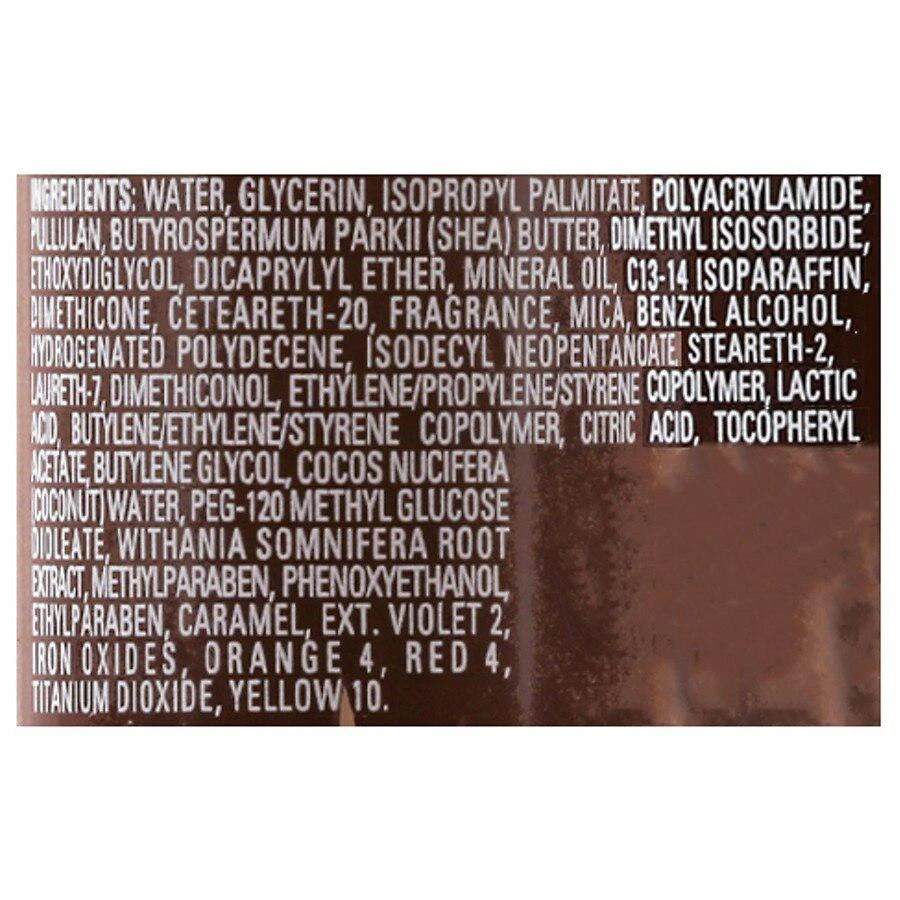 INGREDIENTS: WATER, GLYCERIN, ISOPROPYL PALMITATE, POLYACRYLAMIDE,
PULLULAN, BUTYROSPERMUM PARKII (SHEA) BUTTER, DIMETHYL ISOSORBIDE,
ETHOXYDIGLYCOL, DICAPRYLYL ETHER, MINERAL OIL, C13-14 ISOPARAFFIN,
DIMETHICONE, CETEARETH-20, FRAGRANCE, MICA, BENZYL ALCOHOL,
HYDROGENATED POLYDECENE, ISODECYL NEOPENTANOATE, STEARETH-2,
LAURETH-7, DIMETHICONOL, ETHYLENE/PROPYLENE/STYRENE COPOLYMER, LACTIC
ACID, BUTYLENE/ETHYLENE/STYRENE COPOLYMER, CITRIC ACID, TOCOPHERYL
ACETATE, BUTYLENE GLYCOL, COCOS NUCIFERA
(COCONUT) WATER, PEG-120 METHYL GLUCOSE
DIOLEATE, WITHANIA SOMNIFERA ROOT
EXTRACT, METHYLPARABEN, PHENOXYETHANOL,
ETHYLPARABEN, CARAMEL, EXT. VIOLET 2,
IRON OXIDES, ORANGE 4, RED 4,
TITANIUM DIOXIDE, YELLOW 10.